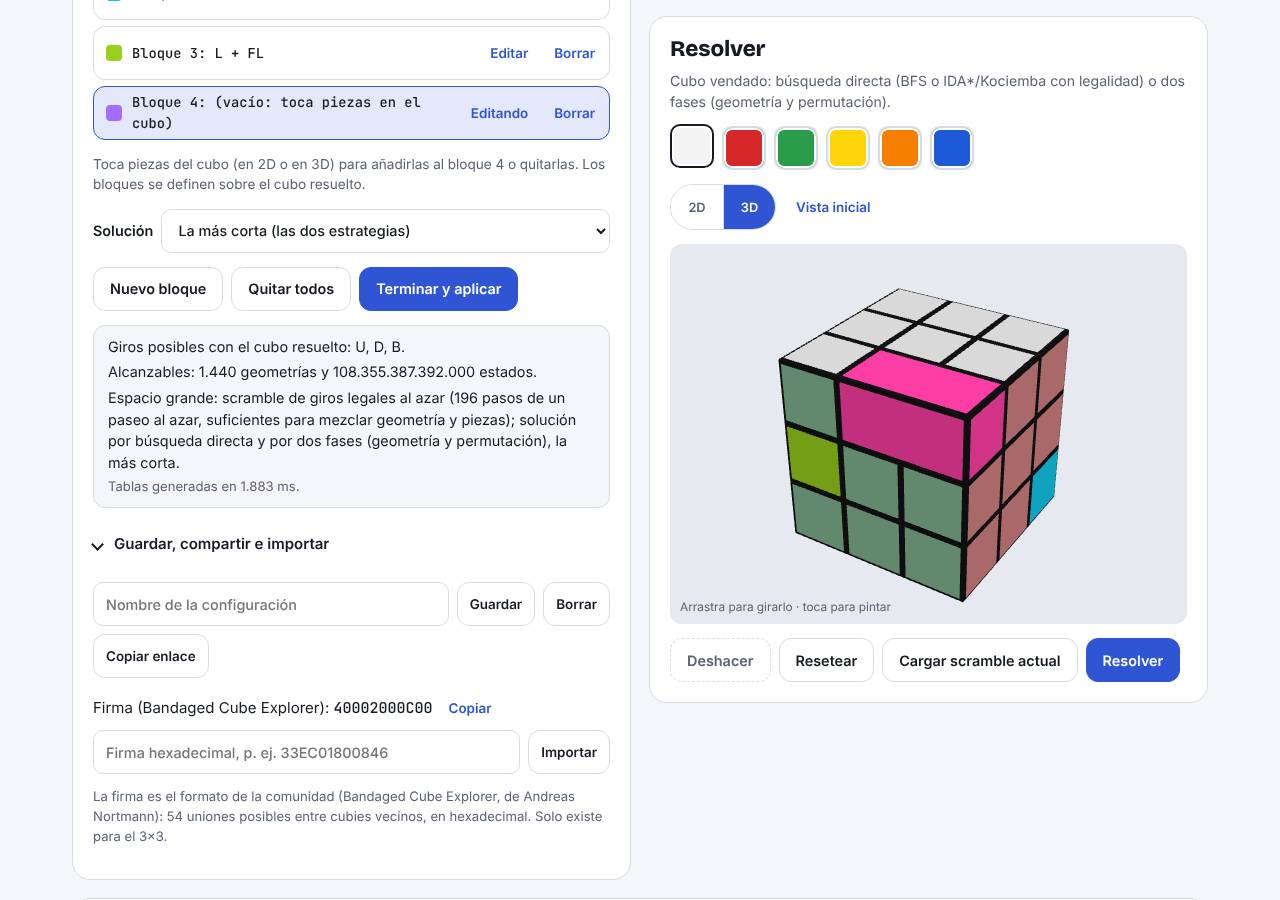 Bloque 3: L + FL
Editar
Borrar
Bloque 4: (vacío: toca piezas en el
cubo)
Editando
Borrar
Toca piezas del cubo (en 2D o en 3D) para añadirlas al bloque 4 o quitarlas. Los
bloques se definen sobre el cubo resuelto.
Solución
La más corta (las dos estrategias)
Nuevo bloque
Quitar todos
Terminar y aplicar
Giros posibles con el cubo resuelto: U, D, B.
Alcanzables: 1.440 geometrías y 108.355.387.392.000 estados.
Espacio grande: scramble de giros legales al azar (196 pasos de un
paseo al azar, suficientes para mezclar geometría y piezas); solución
por búsqueda directa y por dos fases (geometría y permutación), la
más corta.
Tablas generadas en 1.883 ms.
Guardar, compartir e importar
Nombre de la configuración
Guardar
Borrar
Copiar enlace
Firma (Bandaged Cube Explorer): 40002000C00
Copiar
Firma hexadecimal, p. ej. 33EC01800846
Importar
La firma es el formato de la comunidad (Bandaged Cube Explorer, de Andreas
Nortmann): 54 uniones posibles entre cubies vecinos, en hexadecimal. Solo existe
para el 3×3.
Resolver
Cubo vendado: búsqueda directa (BFS o IDA*/Kociemba con legalidad) o dos
fases (geometría y permutación).
2D
3D
Vista inicial
Arrastra para girarlo · toca para pintar
Deshacer
Resetear
Cargar scramble actual
Resolver